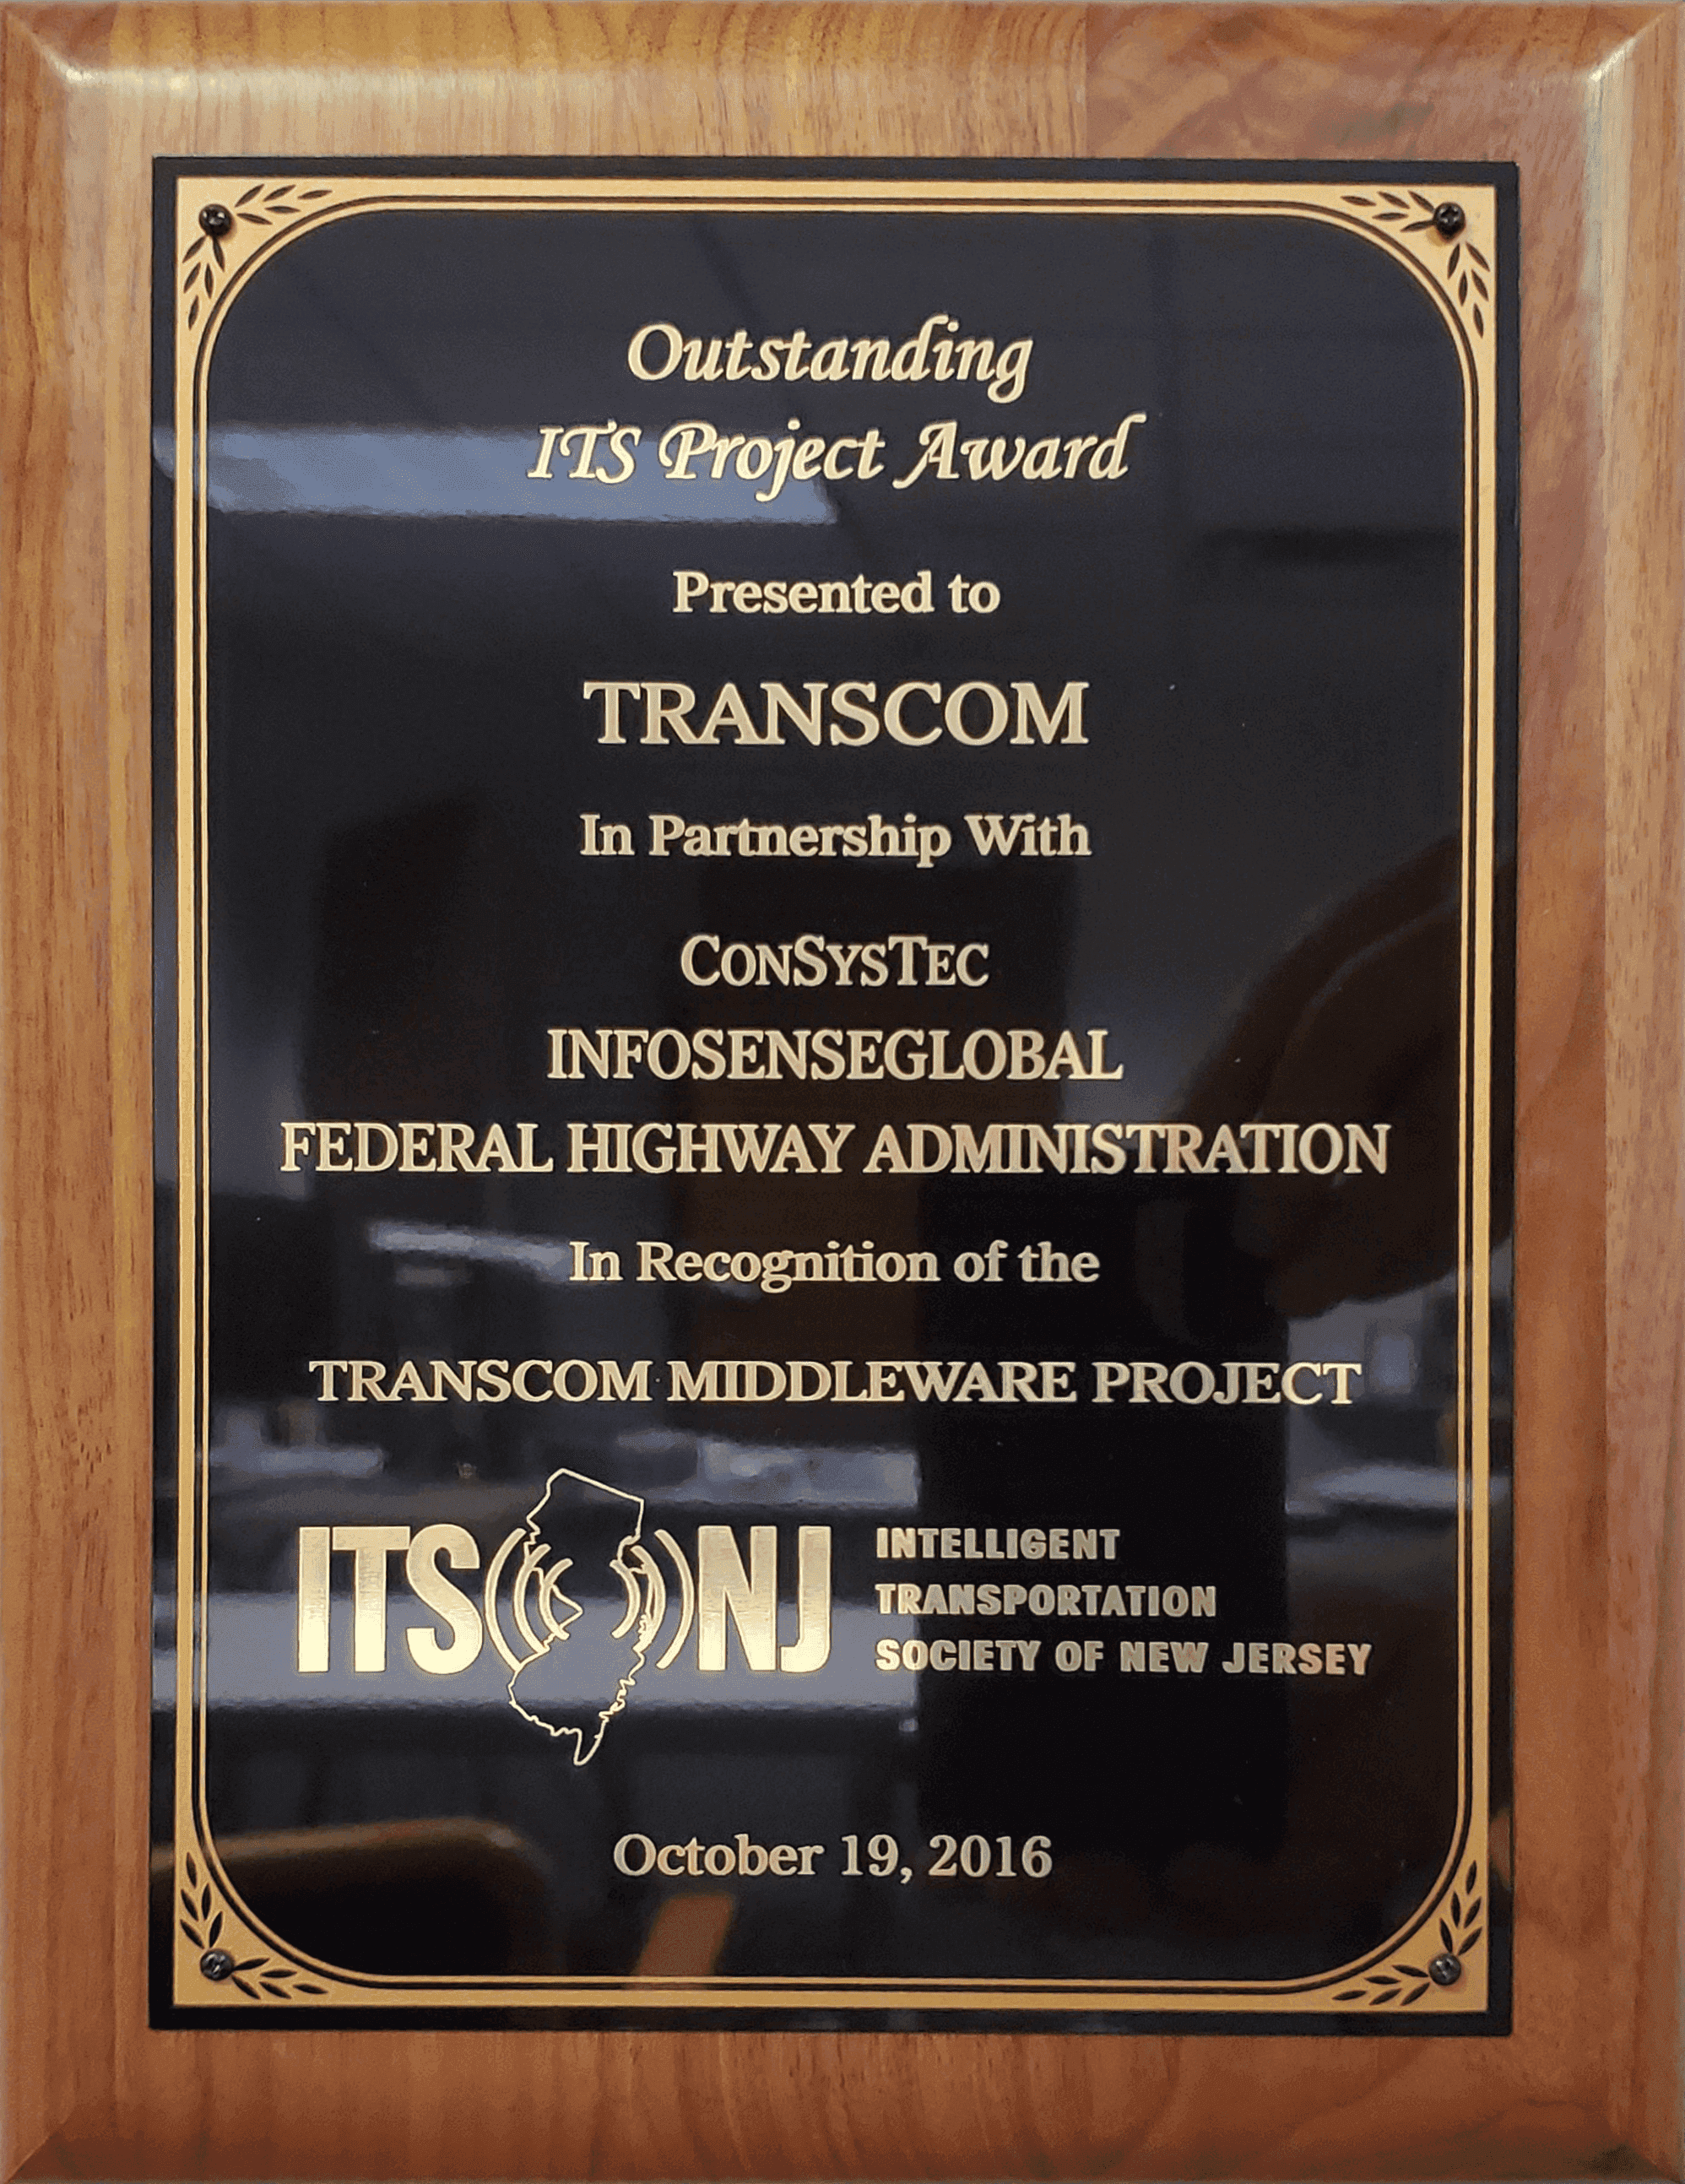 Outstanding
ITS Project Award
Presented to
TRANSCOM
In Partnership With
CONSYSTEC
INFOSENSEGLOBAL
FEDERAL HIGHWAY ADMINISTRATION
In Recognition of the
TRANSCOM MIDDLEWARE PROJECT
ITS NJ
INTELLIGENT
TRANSPORTATION
SOCIETY OF NEW JERSEY
October 19, 2016